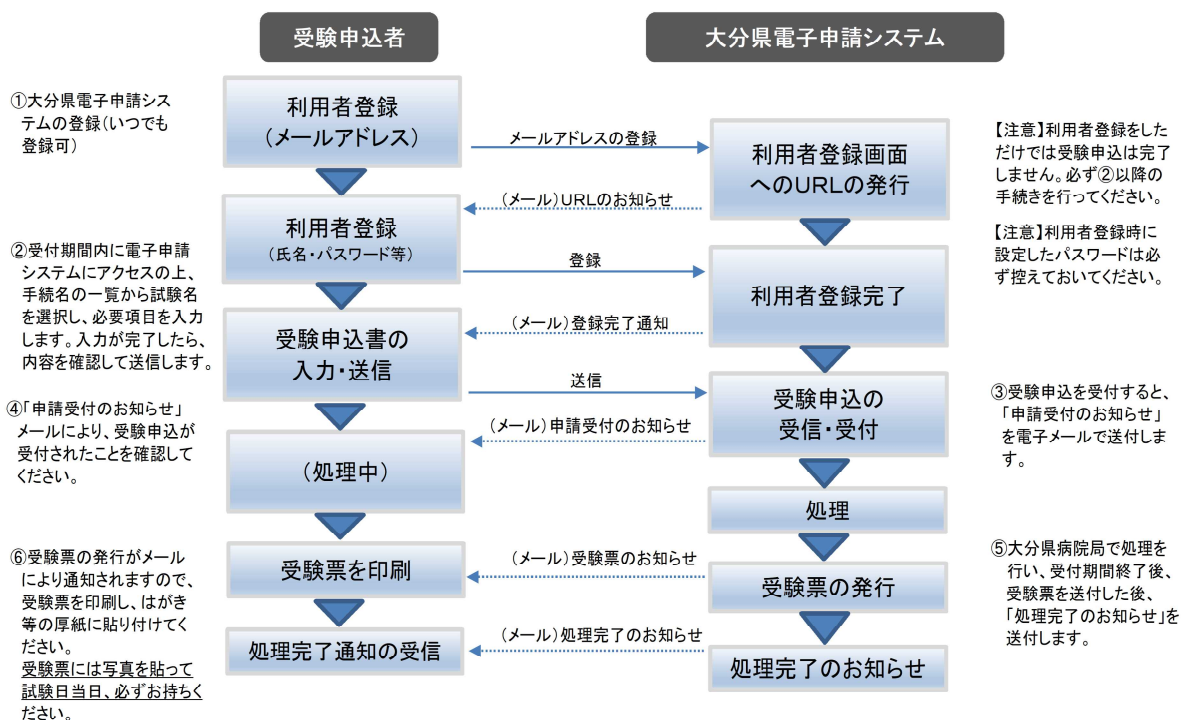 受験申込者
大分県電子申請システム
①大分県電子申請シス
テムの登録(いつでも
登録可)
利用者登録
(メールアドレス)
メールアドレスの登録
利用者登録画面
へのURLの発行
【注意】利用者登録をした
だけでは受験申込は完了
しません。必ず②以降の
手続きを行ってください。
(メール)URLのお知らせ
利用者登録
(氏名・パスワード等)
【注意】利用者登録時に
設定したパスワードは必
ず控えておいてください。
②受付期間内に電子申請
システムにアクセスの上、
手続名の一覧から試験名
を選択し、必要項目を入力
します。入力が完了したら、
内容を確認して送信します。
登録
利用者登録完了
(メール)登録完了通知
受験申込書の
入力・送信
送信
受験申込の
受信・受付
③受験申込を受付すると、
「申請受付のお知らせ」
を電子メールで送付しま
す。
④「申請受付のお知らせ」
メールにより、受験申込が
受付されたことを確認して
ください。
(メール)申請受付のお知らせ
(処理中)
処理
⑤大分県病院局で処理を
行い、受付期間終了後、
受験票を送付した後、
「処理完了のお知らせ」を
送付します。
⑥受験票の発行がメール
により通知されますので、
受験票を印刷し、はがき
等の厚紙に貼り付けてく
ださい。
受験票には写真を貼って
試験日当日、必ずお持ちく
ださい。
受験票を印刷
(メール)受験票のお知らせ
受験票の発行
処理完了通知の受信
(メール)処理完了のお知らせ
処理完了のお知らせ